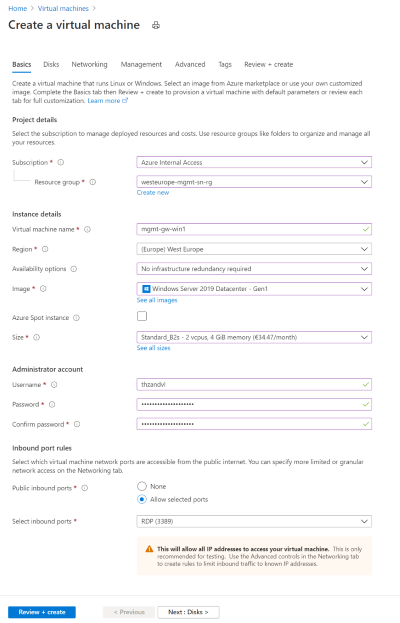 Home > Virtual machines >
Create a virtual machine
Basics Disks Networking Management Advanced Tags Review + create
Create a virtual machine that runs Linux or Windows. Select an image from Azure marketplace or use your own customized
image. Complete the Basics tab then Review + create to provision a virtual machine with default parameters or review each
tab for full customization. Learn more
Project details
Select the subscription to manage deployed resources and costs. Use resource groups like folders to organize and manage all
your resources.
Subscription * Azure Internal Access
Resource group * westeurope-mgmt-sn-rg
Create new
Instance details
Virtual machine name * mgmt-gw-win1
Region * (Europe) West Europe
Availability options No infrastructure redundancy required
Image * Windows Server 2019 Datacenter - Gen1
See all images
Azure Spot instance
Size * Standard_B2s - 2 vcpus, 4 GiB memory (€34.47/month)
See all sizes
Administrator account
Username * thzandvl
Password * ••••••••••••••••••••
Confirm password * ••••••••••••••••••••
Inbound port rules
Select which virtual machine network ports are accessible from the public internet. You can specify more limited or granular
network access on the Networking tab.
Public inbound ports * None
Allow selected ports
Select inbound ports * RDP (3389)
This will allow all IP addresses to access your virtual machine. This is only
recommended for testing. Use the Advanced controls in the Networking tab
to create rules to limit inbound traffic to known IP addresses.
Review + create < Previous Next : Disks >